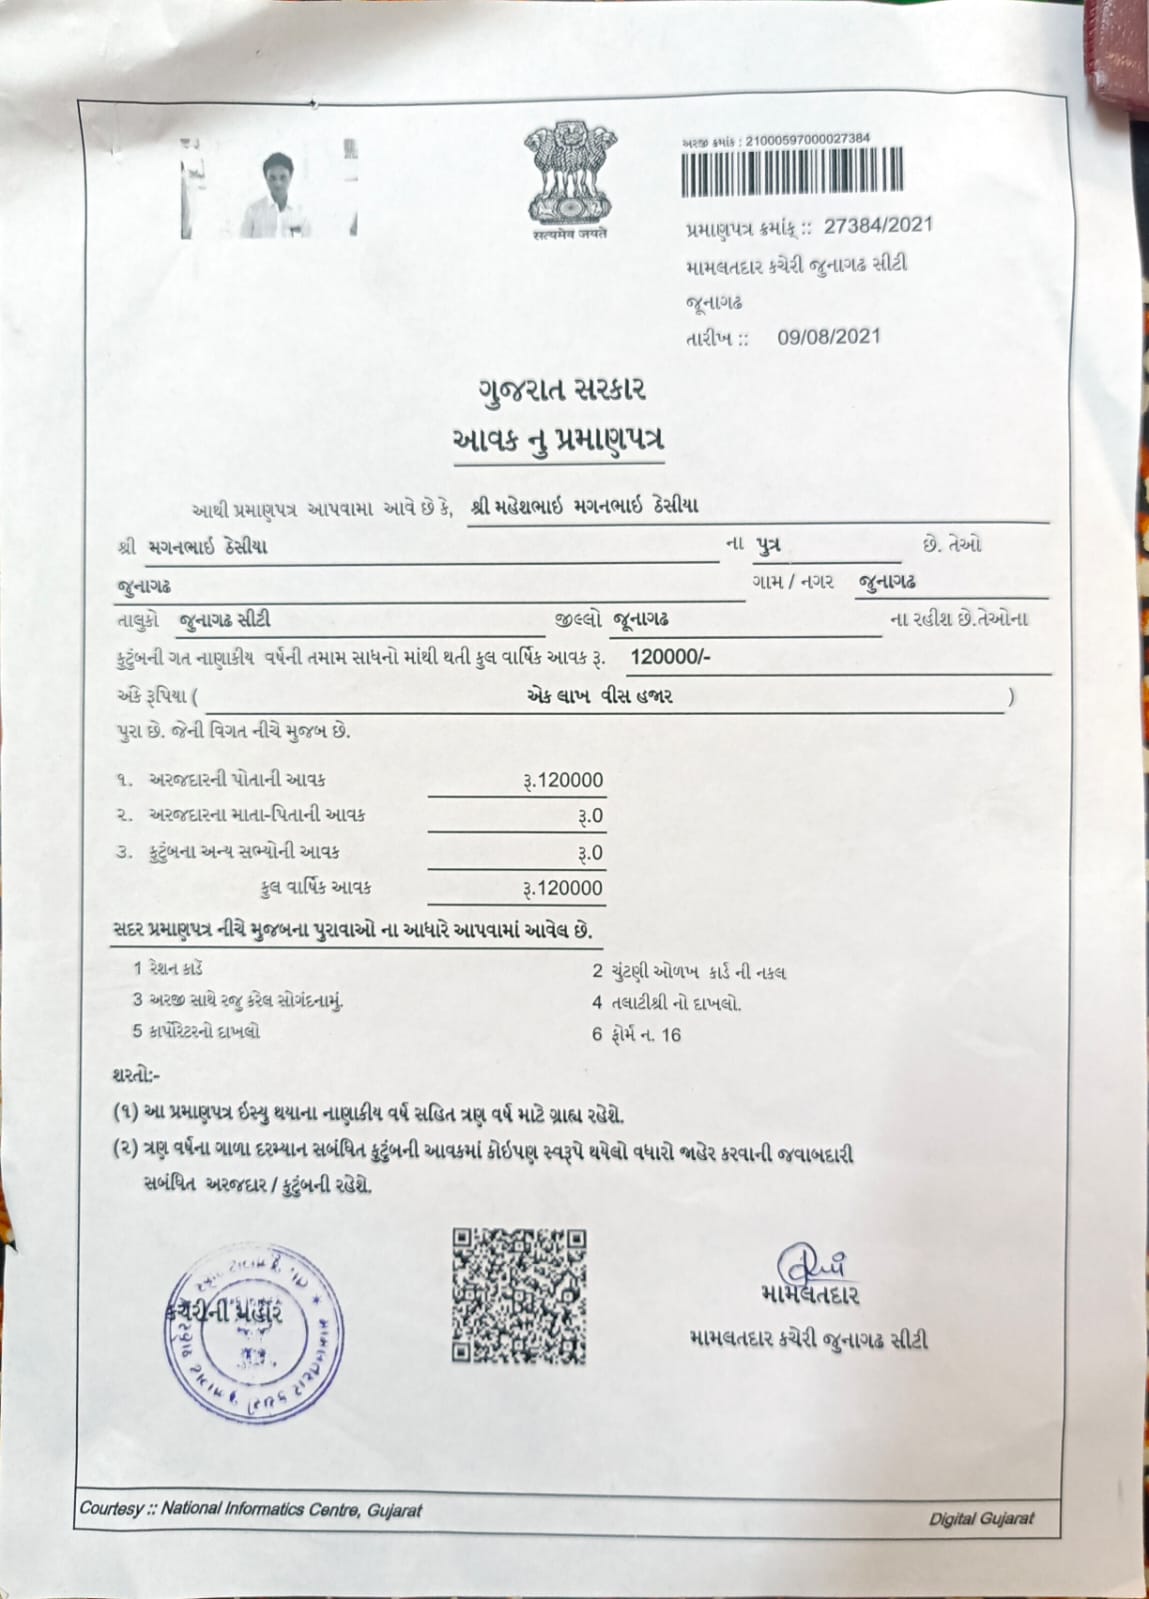 અરજી ક્રમાંક : 21000597000027384
सत्यमेव जयते
પ્રમાણપત્ર ક્રમાંક્ :: 27384/2021
મામલતદાર કચેરી જુનાગઢ સીટી
જૂનાગઢ
તારીખ :: 09/08/2021
ગુજરાત સરકાર
આવક નુ પ્રમાણપત્ર
આથી પ્રમાણપત્ર આપવામા આવે છે કે, શ્રી મહેશભાઇ મગનભાઇ ઠેસીયા
શ્રી મગનભાઇ ઠેસીયા ના પુત્ર છે. તેઓ
જુનાગઢ ગામ / નગર જુનાગઢ
તાલુકો જુનાગઢ સીટી જીલ્લો જૂનાગઢ ના રહીશ છે.તેઓના
કુટુંબની ગત નાણાકીય વર્ષની તમામ સાધનો માંથી થતી કુલ વાર્ષિક આવક રૂ. 120000/-
અંકે રૂપિયા ( એક લાખ વીસ હજાર )
પુરા છે. જેની વિગત નીચે મુજબ છે.
૧. અરજદારની પોતાની આવક રૂ.120000
૨. અરજદારના માતા-પિતાની આવક રૂ.0
૩. કુટુંબના અન્ય સભ્યોની આવક રૂ.0
કુલ વાર્ષિક આવક રૂ.120000
સદર પ્રમાણપત્ર નીચે મુજબના પુરાવાઓ ના આધારે આપવામાં આવેલ છે.
1 રેશન કાર્ડ 2 ચુંટણી ઓળખ કાર્ડ ની નકલ
3 અરજી સાથે રજુ કરેલ સોગંદનામું. 4 તલાટીશ્રી નો દાખલો.
5 કાર્પોરેટરનો દાખલો 6 ફોર્મ ન. 16
શરતો:-
(૧) આ પ્રમાણપત્ર ઇસ્યુ થયાના નાણાકીય વર્ષ સહિત ત્રણ વર્ષ માટે ગ્રાહ્ય રહેશે.
(૨) ત્રણ વર્ષના ગાળા દરમ્યાન સબંધિત કુટુંબની આવકમાં કોઇપણ સ્વરૂપે થયેલો વધારો જાહેર કરવાની જવાબદારી
સબંધિત અરજદાર / કુટુંબની રહેશે.
કચેરીની મહોર
મામલતદાર
મામલતદાર કચેરી જુનાગઢ સીટી
Courtesy :: National Informatics Centre, Gujarat Digital Gujarat